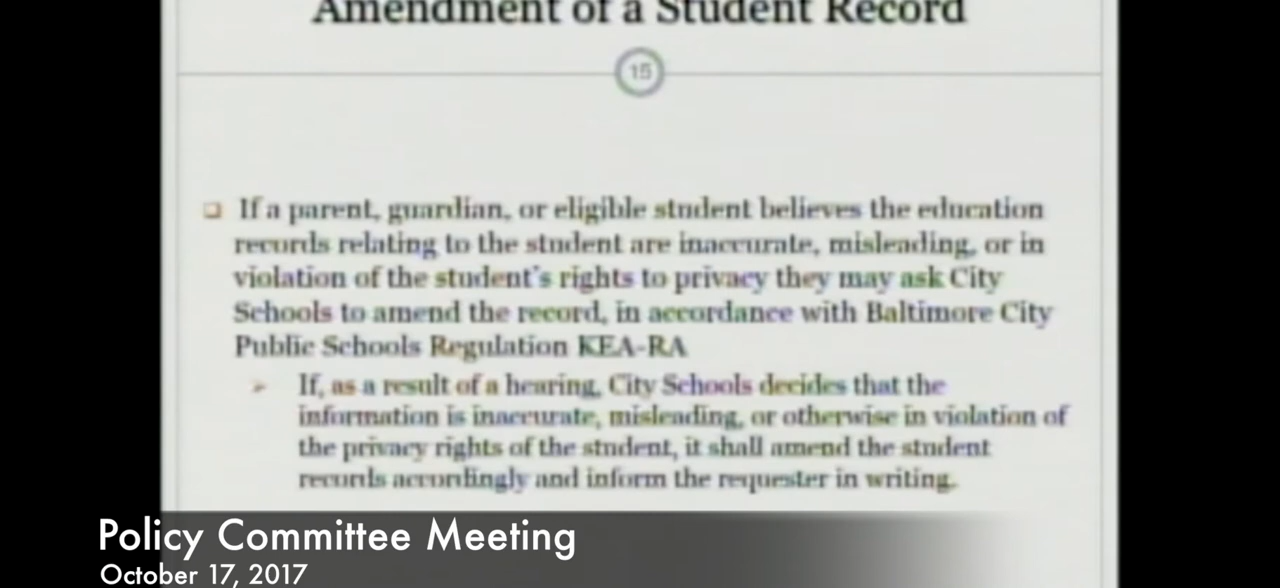 Amendment of a Student Record
15
If a parent, guardian, or eligible student believes the education
records relating to the student are inaccurate, misleading, or in
violation of the student's rights to privacy they may ask City
Schools to amend the record, in accordance with Baltimore City
Public Schools Regulation KEA-RA
If, as a result of a hearing, City Schools decides that the
information is inaccurate, misleading, or otherwise in violation of
the privacy rights of the student, it shall amend the student
records accordingly and inform the requester in writing.
Policy Committee Meeting
October 17, 2017